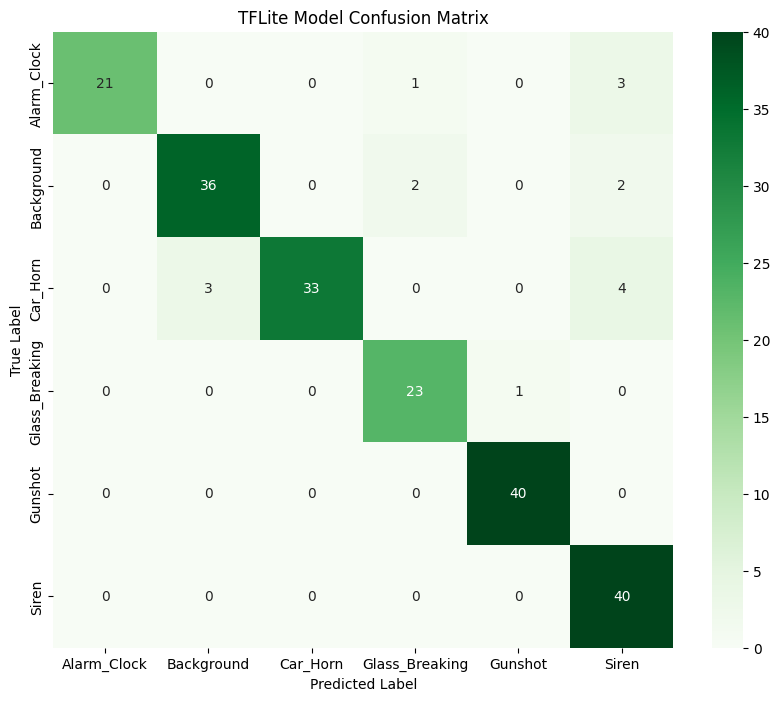 TFLite Model Confusion Matrix
True Label
Alarm_Clock
21 0 0 1 0 3
Background
0 36 0 2 0 2
Car_Horn
0 3 33 0 0 4
Glass_Breaking
0 0 0 23 1 0
Gunshot
0 0 0 0 40 0
Siren
0 0 0 0 0 40
Alarm_Clock Background Car_Horn Glass_Breaking Gunshot Siren
Predicted Label
40
35
30
25
20
15
10
5
0